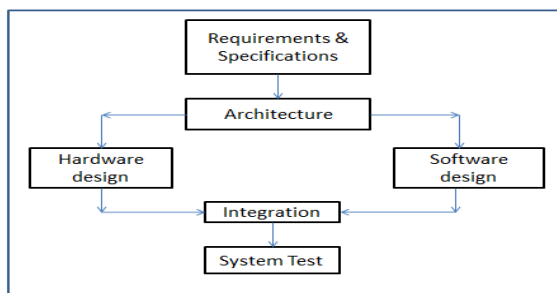 Requirements &
Specifications
Architecture
Hardware
design
Software
design
Integration
System Test